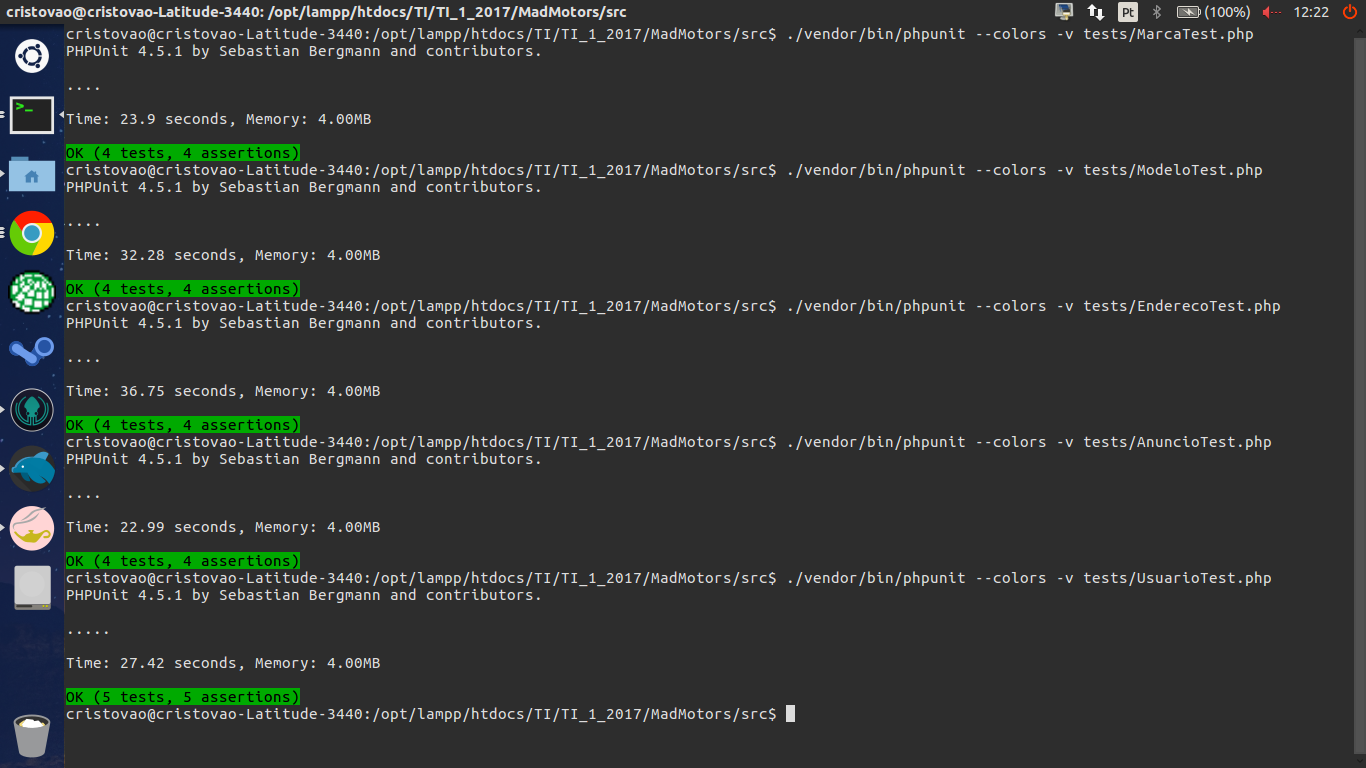 cristovao@cristovao-Latitude-3440: /opt/lampp/htdocs/TI/TI_1_2017/MadMotors/src
Pt (100%) 12:22
cristovao@cristovao-Latitude-3440:/opt/lampp/htdocs/TI/TI_1_2017/MadMotors/src$ ./vendor/bin/phpunit --colors -v tests/MarcaTest.php
PHPUnit 4.5.1 by Sebastian Bergmann and contributors.
....
Time: 23.9 seconds, Memory: 4.00MB
OK (4 tests, 4 assertions)
cristovao@cristovao-Latitude-3440:/opt/lampp/htdocs/TI/TI_1_2017/MadMotors/src$ ./vendor/bin/phpunit --colors -v tests/ModeloTest.php
PHPUnit 4.5.1 by Sebastian Bergmann and contributors.
....
Time: 32.28 seconds, Memory: 4.00MB
OK (4 tests, 4 assertions)
cristovao@cristovao-Latitude-3440:/opt/lampp/htdocs/TI/TI_1_2017/MadMotors/src$ ./vendor/bin/phpunit --colors -v tests/EnderecoTest.php
PHPUnit 4.5.1 by Sebastian Bergmann and contributors.
....
Time: 36.75 seconds, Memory: 4.00MB
OK (4 tests, 4 assertions)
cristovao@cristovao-Latitude-3440:/opt/lampp/htdocs/TI/TI_1_2017/MadMotors/src$ ./vendor/bin/phpunit --colors -v tests/AnuncioTest.php
PHPUnit 4.5.1 by Sebastian Bergmann and contributors.
....
Time: 22.99 seconds, Memory: 4.00MB
OK (4 tests, 4 assertions)
cristovao@cristovao-Latitude-3440:/opt/lampp/htdocs/TI/TI_1_2017/MadMotors/src$ ./vendor/bin/phpunit --colors -v tests/UsuarioTest.php
PHPUnit 4.5.1 by Sebastian Bergmann and contributors.
.....
Time: 27.42 seconds, Memory: 4.00MB
OK (5 tests, 5 assertions)
cristovao@cristovao-Latitude-3440:/opt/lampp/htdocs/TI/TI_1_2017/MadMotors/src$